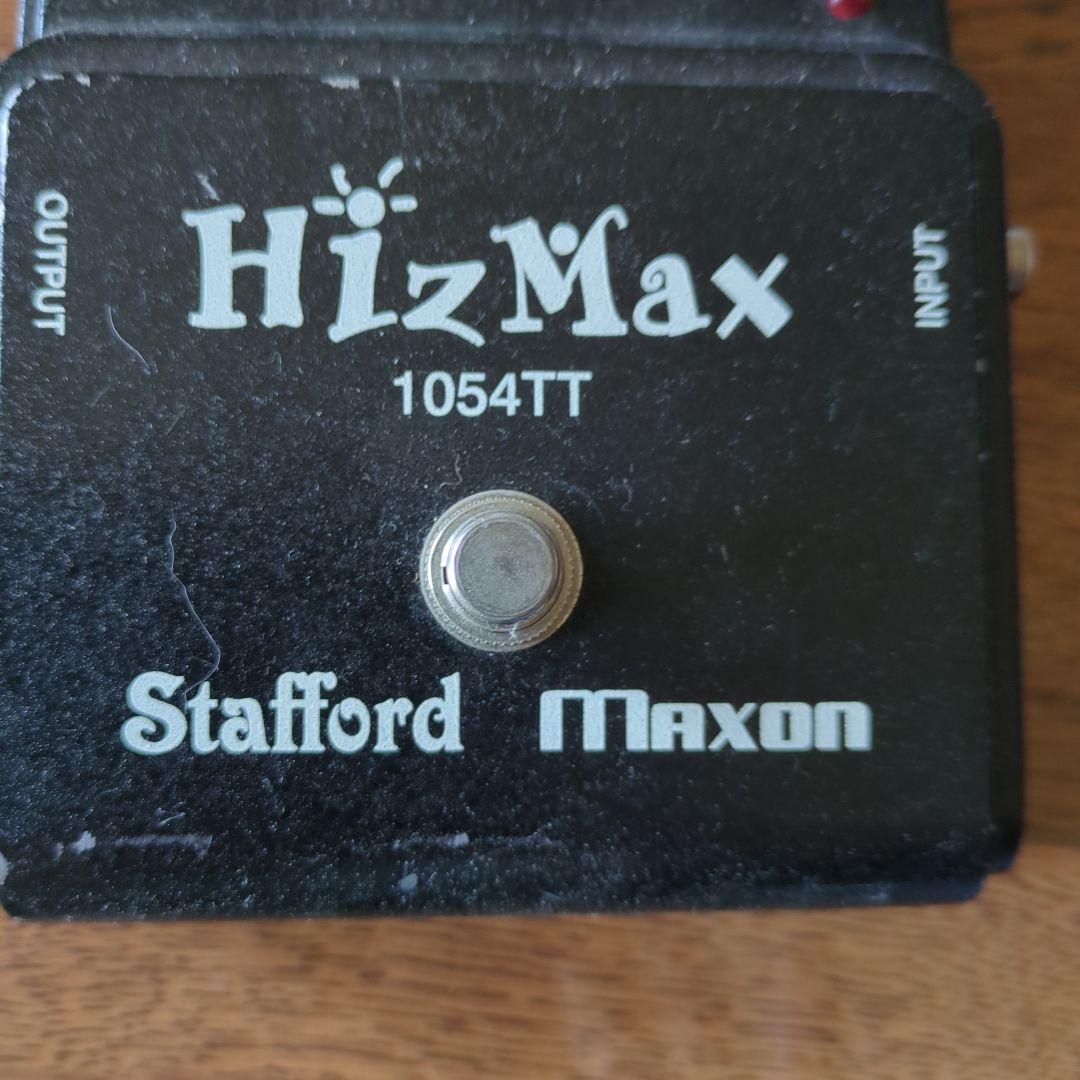 HizMax
OUTPUT
INPUT
1054TT
Stafford MAXON